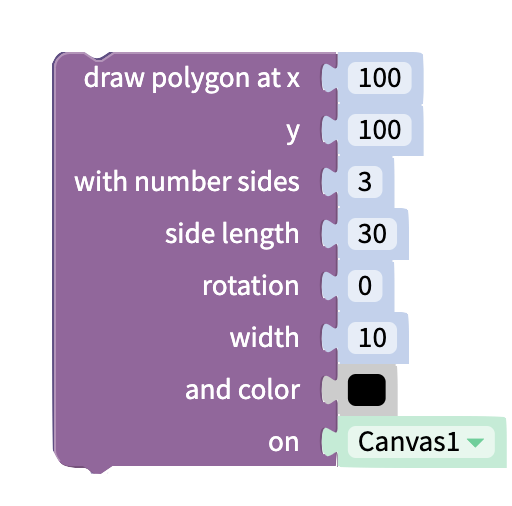 draw polygon at x 100
y 100
with number sides 3
side length 30
rotation 0
width 10
and color
on Canvas1